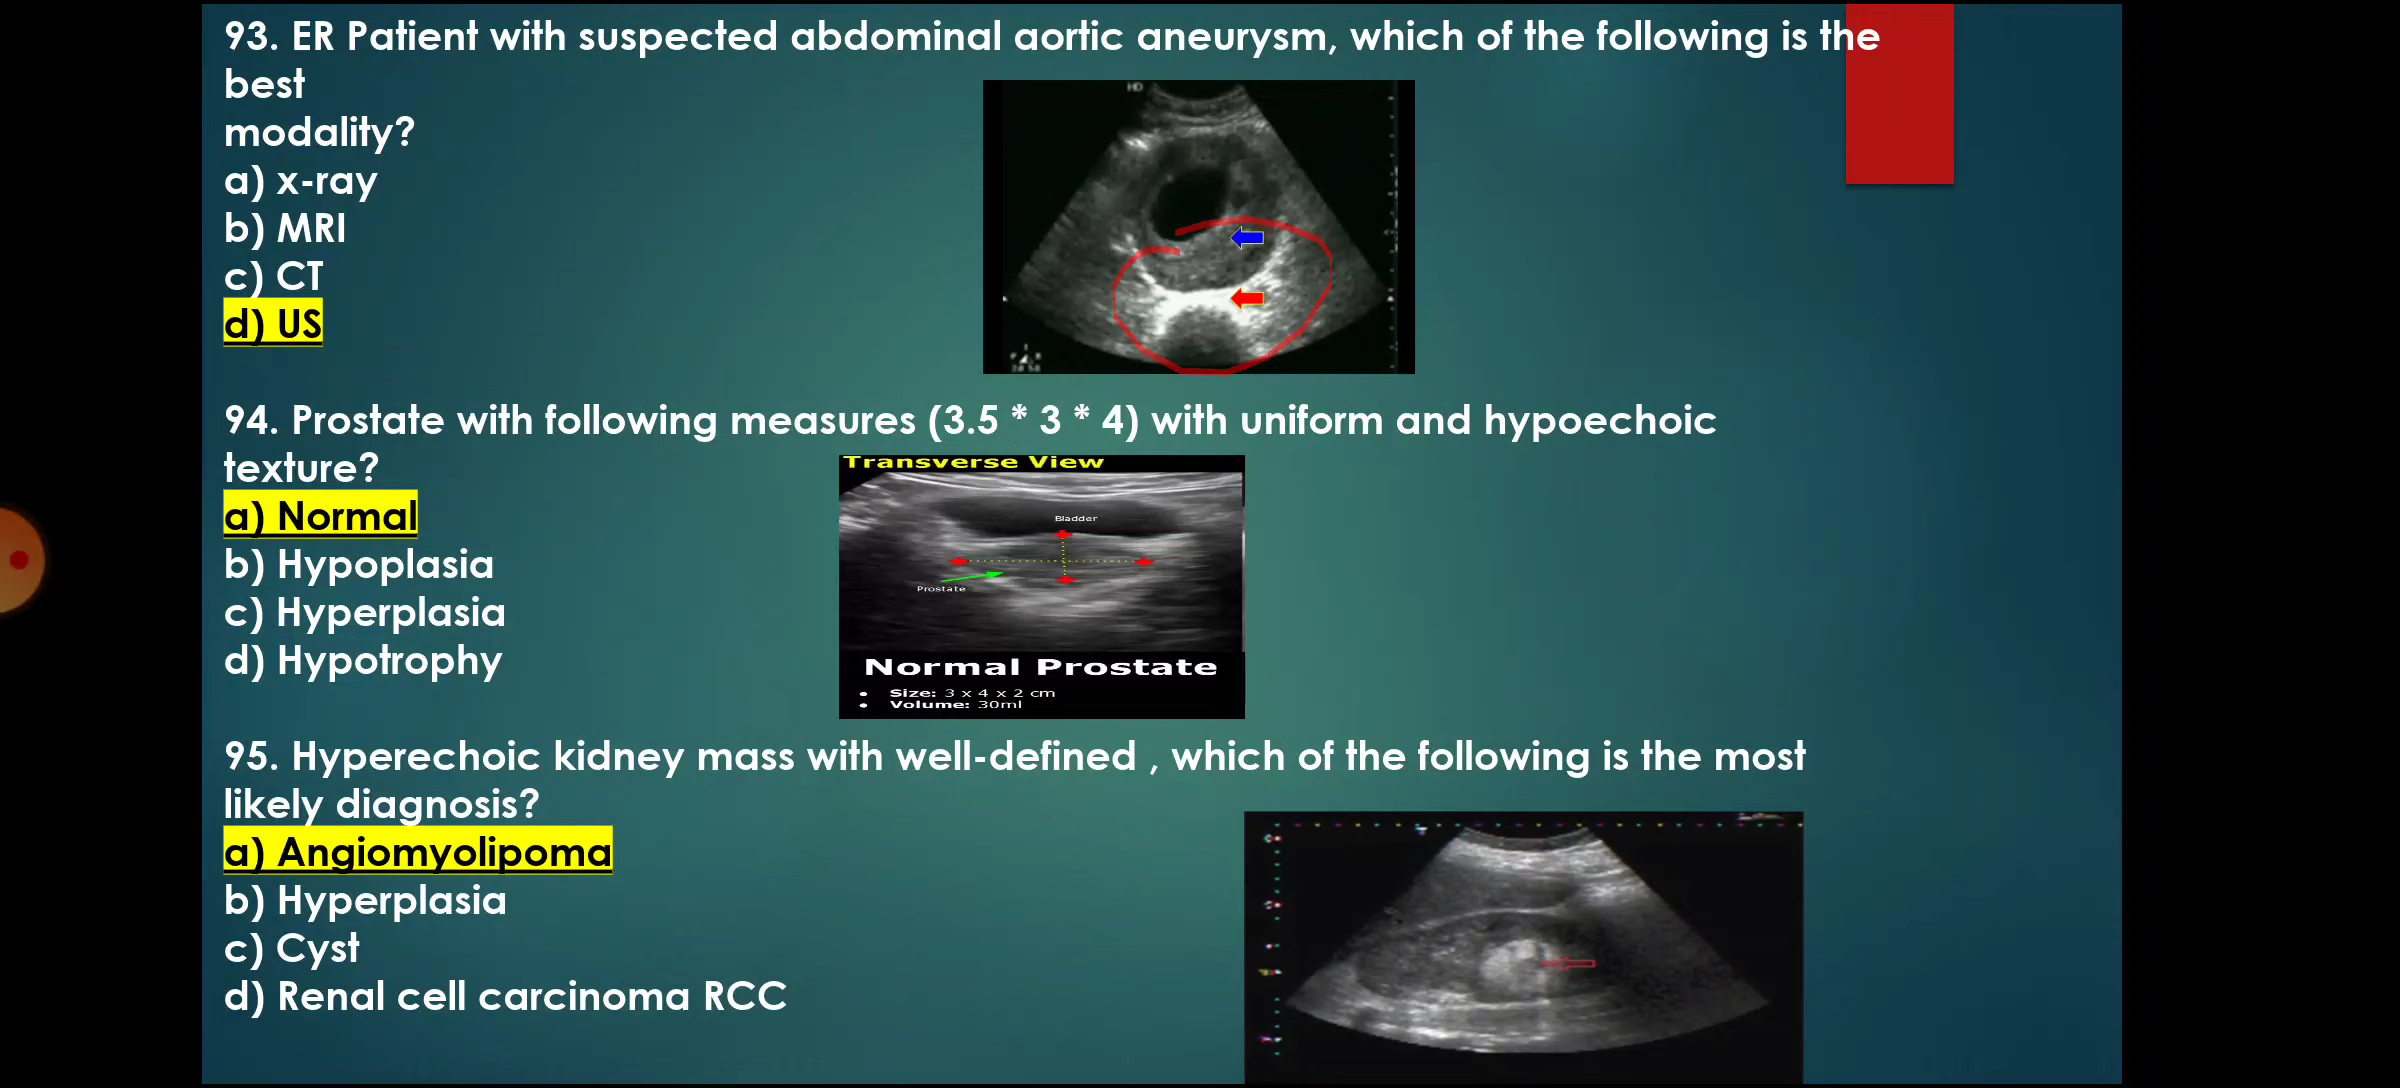 93. ER Patient with suspected abdominal aortic aneurysm, which of the following is the
best
modality?
a) x-ray
b) MRI
c) CT
d) US
HD
94. Prostate with following measures (3.5 * 3 * 4) with uniform and hypoechoic
texture?
a) Normal
b) Hypoplasia
c) Hyperplasia
d) Hypotrophy
Transverse View
Bladder
Prostate
Normal Prostate
• Size: 3 x 4 x 2 cm
• Volume: 30ml
95. Hyperechoic kidney mass with well-defined , which of the following is the most
likely diagnosis?
a) Angiomyolipoma
b) Hyperplasia
c) Cyst
d) Renal cell carcinoma RCC